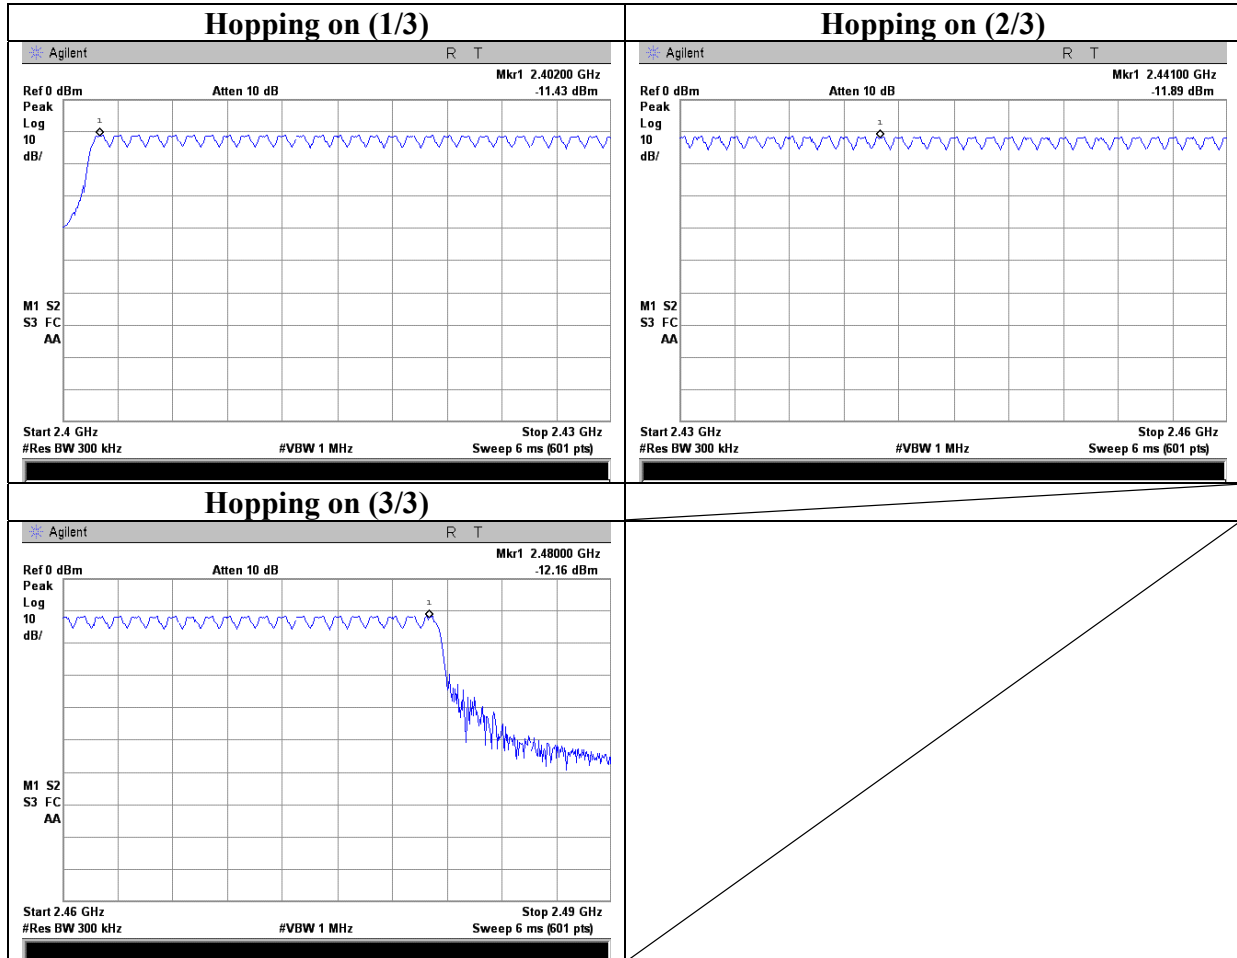 Hopping on (1/3)
Agilent R T
Mkr1 2.40200 GHz
Ref 0 dBm Atten 10 dB -11.43 dBm
Peak
Log
10
dB/
1
M1 S2
S3 FC
AA
Start 2.4 GHz Stop 2.43 GHz
#Res BW 300 kHz #VBW 1 MHz Sweep 6 ms (601 pts)
Hopping on (2/3)
Agilent R T
Mkr1 2.44100 GHz
Ref 0 dBm Atten 10 dB -11.89 dBm
Peak
Log
10
dB/
1
M1 S2
S3 FC
AA
Start 2.43 GHz Stop 2.46 GHz
#Res BW 300 kHz #VBW 1 MHz Sweep 6 ms (601 pts)
Hopping on (3/3)
Agilent R T
Mkr1 2.48000 GHz
Ref 0 dBm Atten 10 dB -12.16 dBm
Peak
Log
10
dB/
1
M1 S2
S3 FC
AA
Start 2.46 GHz Stop 2.49 GHz
#Res BW 300 kHz #VBW 1 MHz Sweep 6 ms (601 pts)